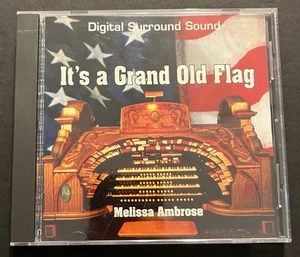 Digital Surround Sound
It's a Grand Old Flag
Melissa Ambrose